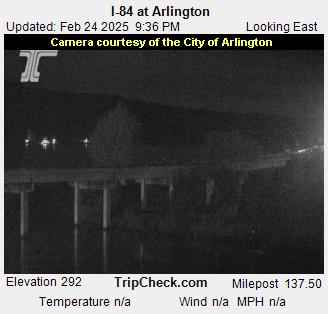 I-84 at Arlington
Updated: Feb 24 2025 9:36 PM Looking East
Camera courtesy of the City of Arlington
Elevation 292 TripCheck.com Milepost 137.50
Temperature n/a Wind n/a MPH n/a